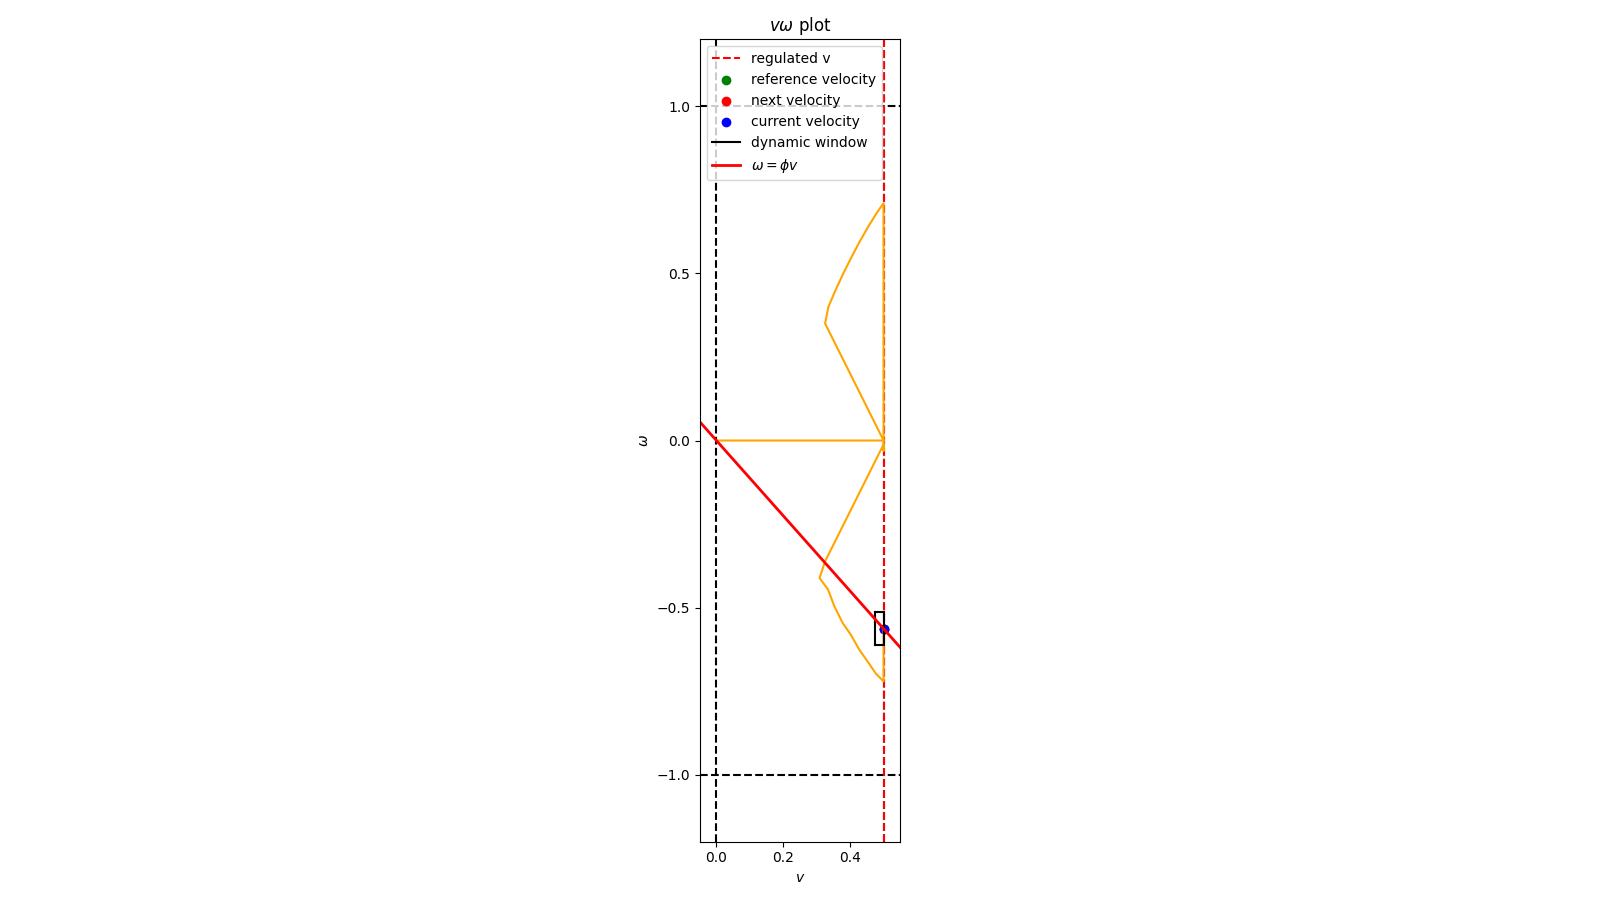 vω plot
regulated v
reference velocity
next velocity
current velocity
dynamic window
ω = ϕv
1.0
0.5
0.0
−0.5
−1.0
ω
0.0 0.2 0.4
v